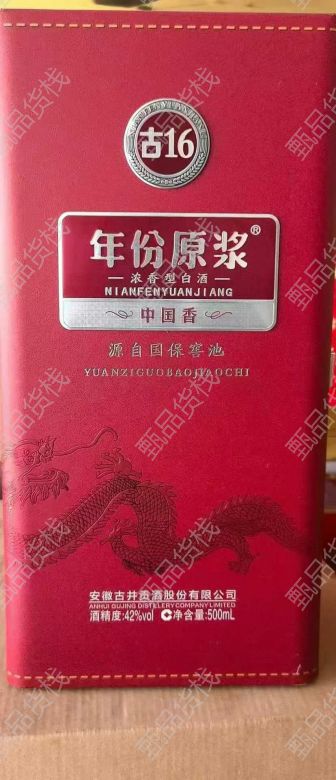 古16
年份原浆®
浓香型白酒
NIANFENYUANJIANG
中国香
源自国保窖池
YUANZIGUOBAOJIAOCHI
安徽古井贡酒股份有限公司
ANHUI GUJING DISTILLERY COMPANY LIMITED
酒精度:42%vol 净含量:500mL
甄品货栈